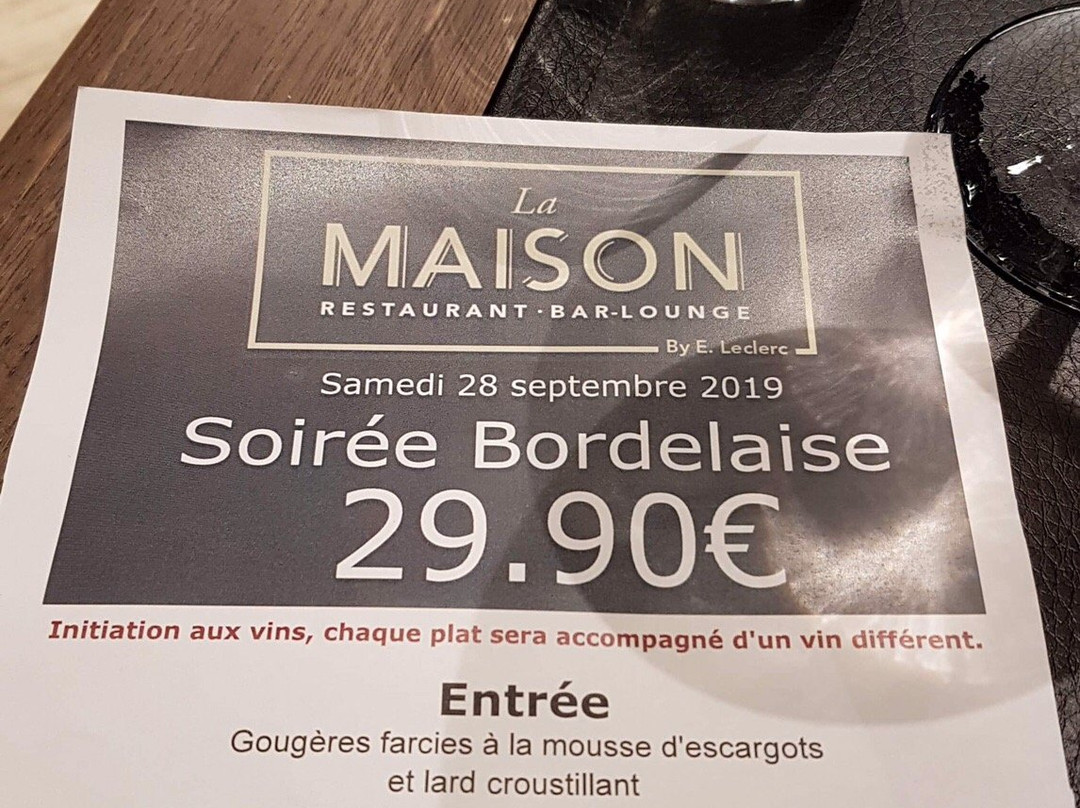 La
MAISON
RESTAURANT · BAR-LOUNGE
By E. Leclerc
Samedi 28 septembre 2019
Soirée Bordelaise
29.90€
Initiation aux vins, chaque plat sera accompagné d'un vin différent.
Entrée
Gougères farcies à la mousse d'escargots
et lard croustillant